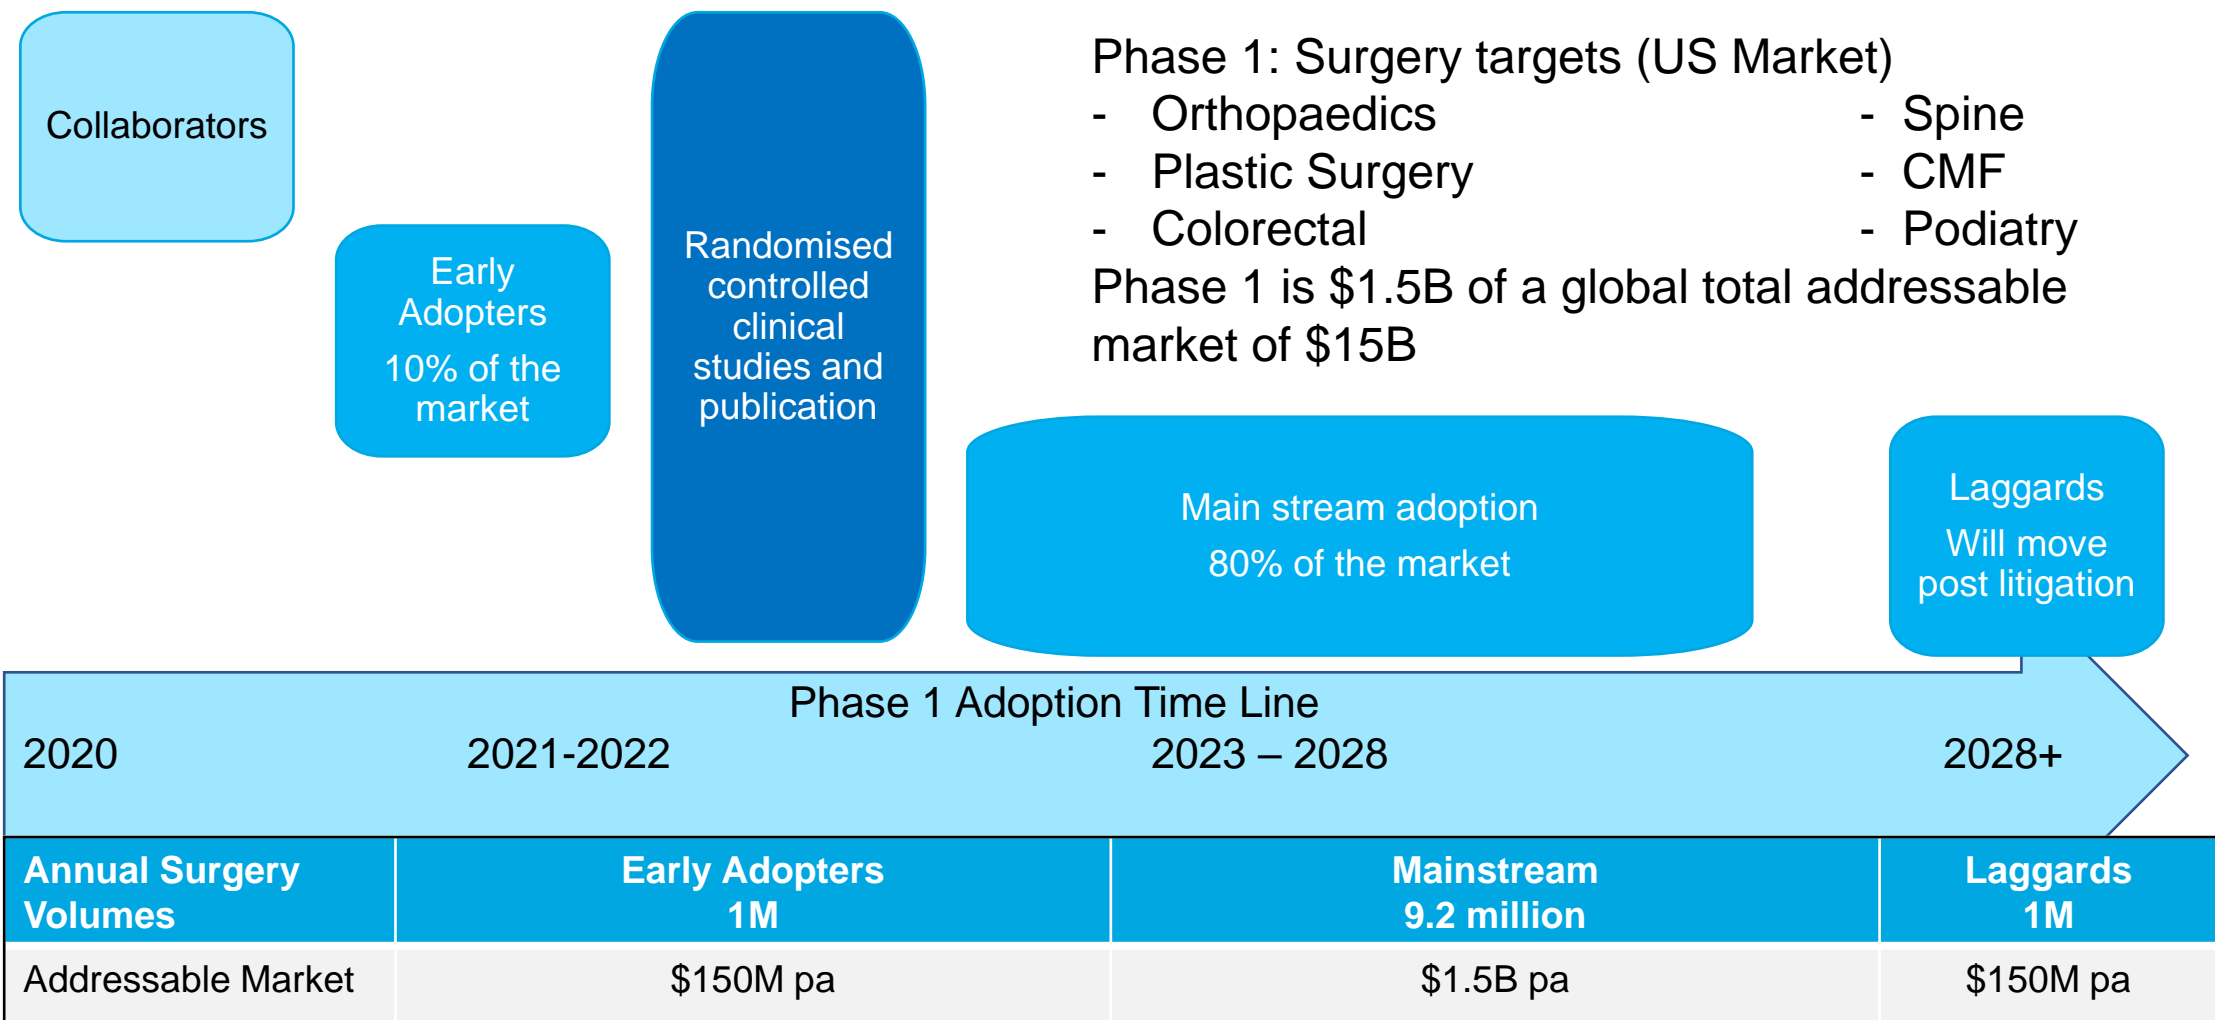 Collaborators
Early
Adopters
10% of the
market
Randomised
controlled
clinical
studies and
publication
Phase 1: Surgery targets (US Market)
- Orthopaedics - Spine
- Plastic Surgery - CMF
- Colorectal - Podiatry
Phase 1 is $1.5B of a global total addressable
market of $15B
Main stream adoption
80% of the market
Laggards
Will move
post litigation
Phase 1 Adoption Time Line
2020 2021-2022 2023 – 2028 2028+
Annual Surgery
Volumes
Early Adopters
1M
Mainstream
9.2 million
Laggards
1M
Addressable Market $150M pa $1.5B pa $150M pa